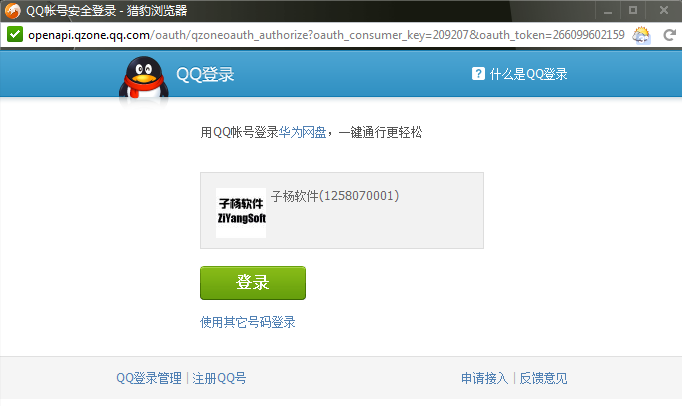 QQ帐号安全登录 - 猎豹浏览器
openapi.qzone.qq.com/oauth/qzoneoauth_authorize?oauth_consumer_key=209207&oauth_token=266099602159
QQ登录
? 什么是QQ登录
用QQ帐号登录华为网盘，一键通行更轻松
子杨软件
ZiYangSoft
子杨软件(1258070001)
登录
使用其它号码登录
QQ登录管理 | 注册QQ号
申请接入 | 反馈意见